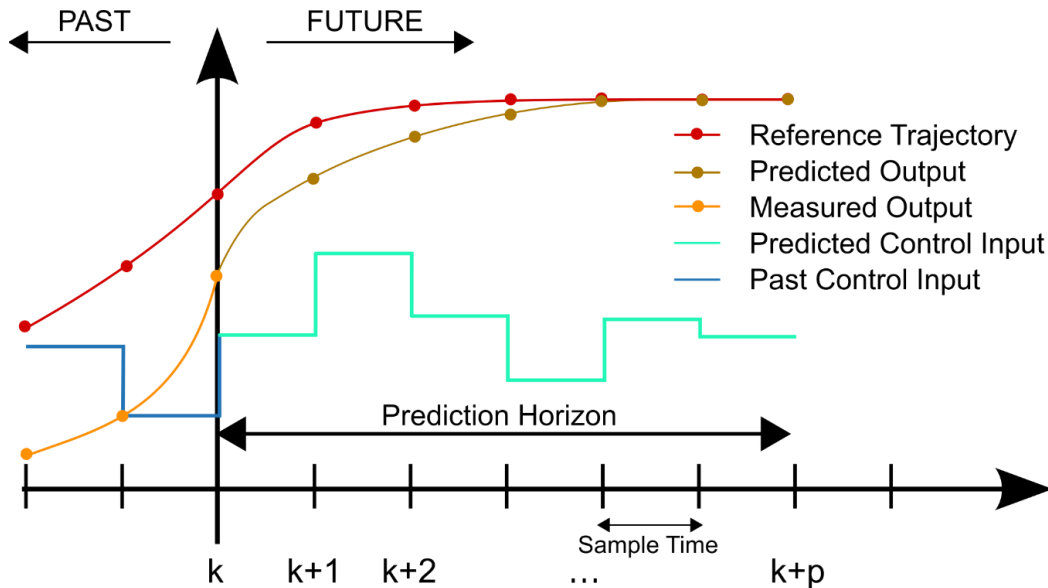 PAST
FUTURE
Reference Trajectory
Predicted Output
Measured Output
Predicted Control Input
Past Control Input
Prediction Horizon
Sample Time
k
k+1
k+2
...
k+p